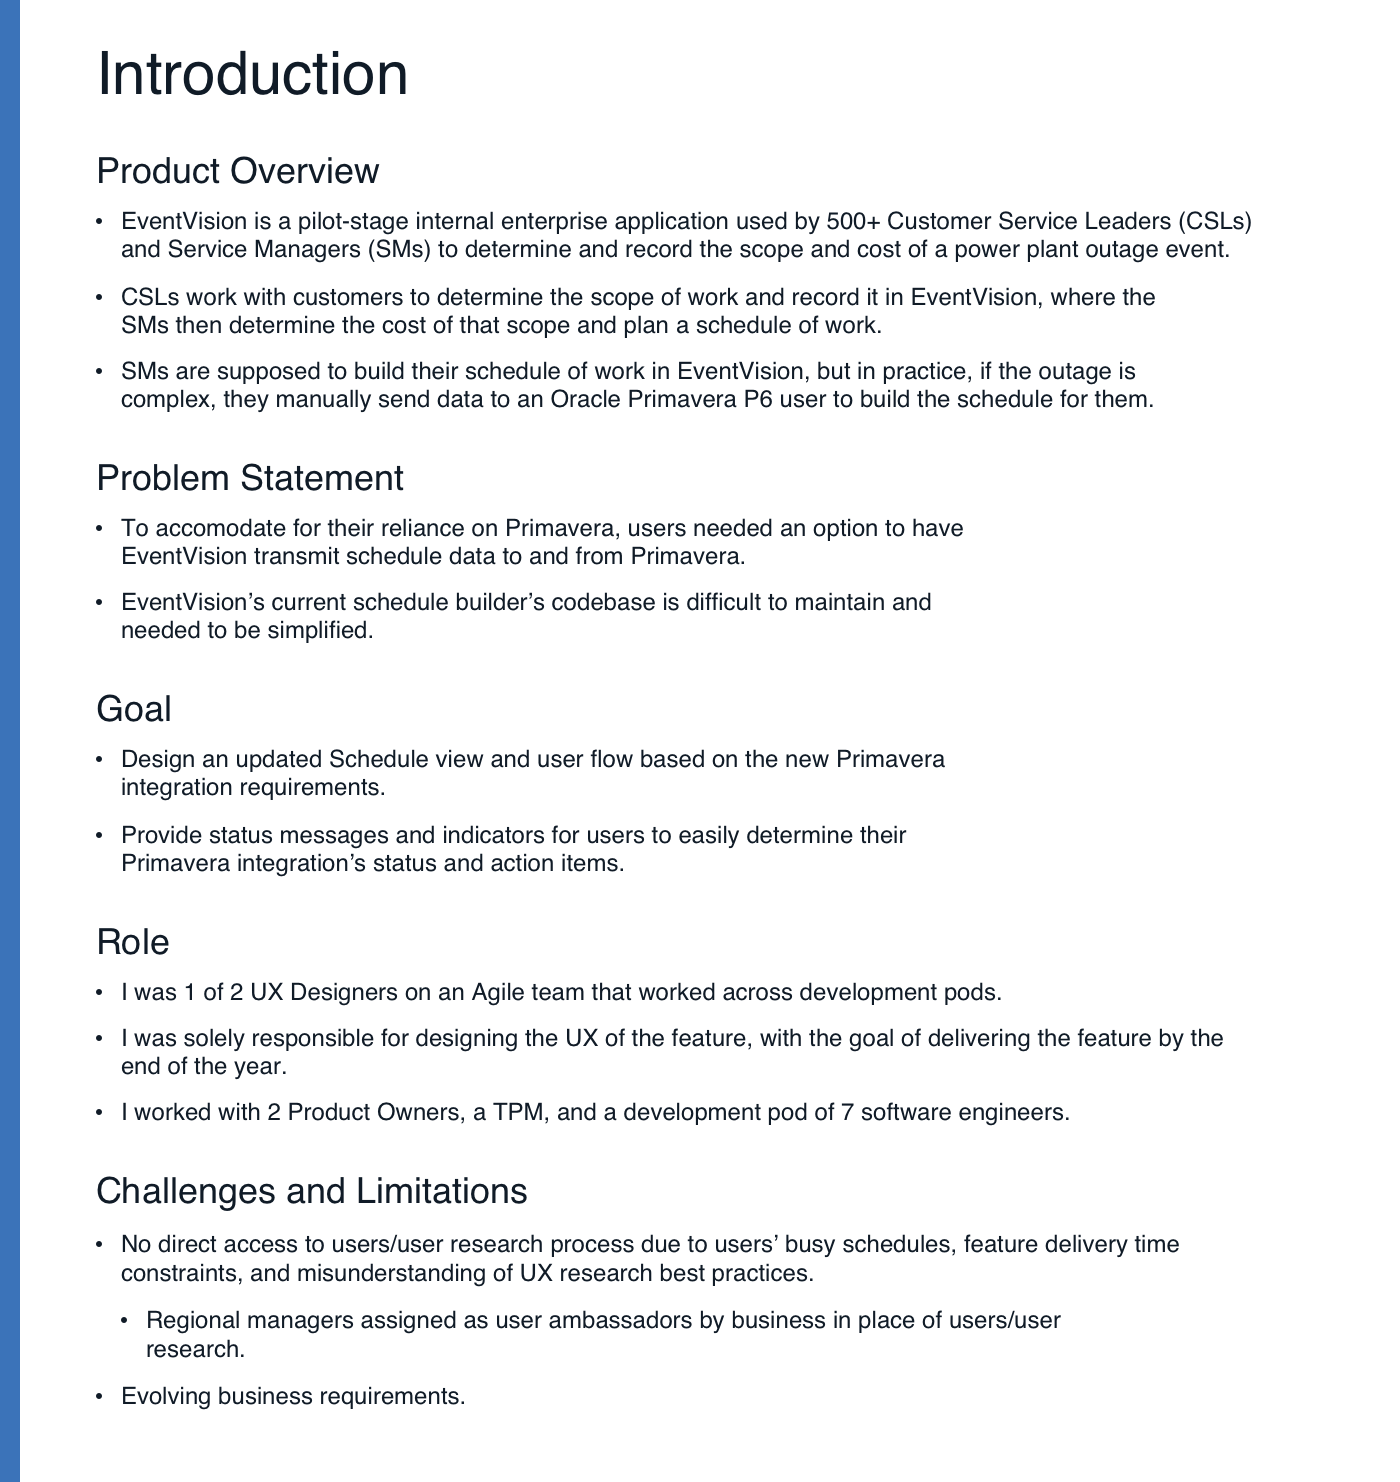 Introduction
Product Overview
• EventVision is a pilot-stage internal enterprise application used by 500+ Customer Service Leaders (CSLs)
and Service Managers (SMs) to determine and record the scope and cost of a power plant outage event.
• CSLs work with customers to determine the scope of work and record it in EventVision, where the
SMs then determine the cost of that scope and plan a schedule of work.
• SMs are supposed to build their schedule of work in EventVision, but in practice, if the outage is
complex, they manually send data to an Oracle Primavera P6 user to build the schedule for them.
Problem Statement
• To accomodate for their reliance on Primavera, users needed an option to have
EventVision transmit schedule data to and from Primavera.
• EventVision’s current schedule builder’s codebase is difficult to maintain and
needed to be simplified.
Goal
• Design an updated Schedule view and user flow based on the new Primavera
integration requirements.
• Provide status messages and indicators for users to easily determine their
Primavera integration’s status and action items.
Role
• I was 1 of 2 UX Designers on an Agile team that worked across development pods.
• I was solely responsible for designing the UX of the feature, with the goal of delivering the feature by the
end of the year.
• I worked with 2 Product Owners, a TPM, and a development pod of 7 software engineers.
Challenges and Limitations
• No direct access to users/user research process due to users’ busy schedules, feature delivery time
constraints, and misunderstanding of UX research best practices.
• Regional managers assigned as user ambassadors by business in place of users/user
research.
• Evolving business requirements.